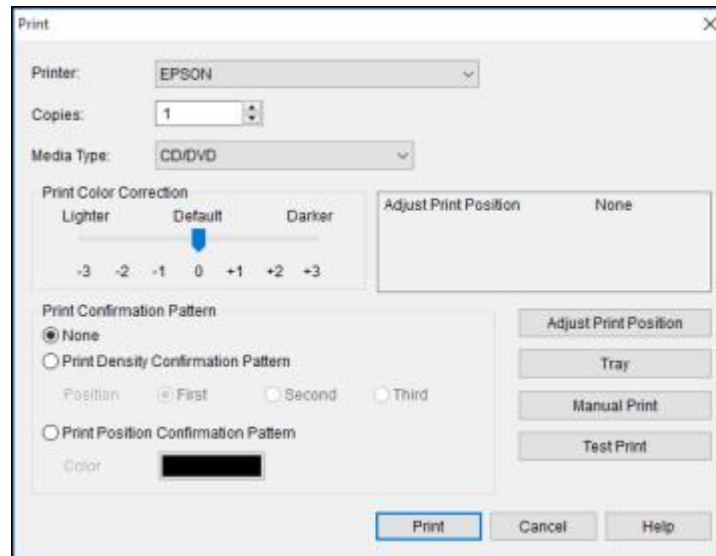 Print
Printer: EPSON
Copies: 1
Media Type: CD/DVD
Print Color Correction
Lighter Default Darker
-3 -2 -1 0 +1 +2 +3
Adjust Print Position None
Print Confirmation Pattern
None
Print Density Confirmation Pattern
Position First Second Third
Print Position Confirmation Pattern
Color
Adjust Print Position
Tray
Manual Print
Test Print
Print Cancel Help